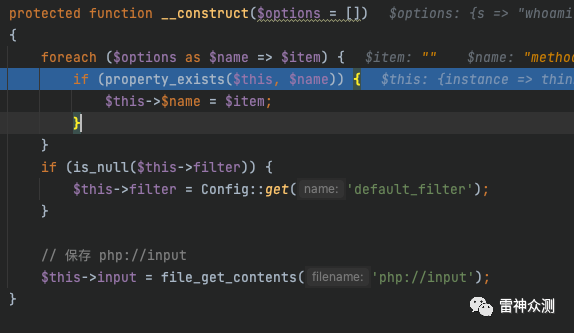 protected function __construct($options = [])   $options: {s => "whoami
{
    foreach ($options as $name => $item) {  $item: ""   $name: "method
        if (property_exists($this, $name)) {  $this: {instance => thin
            $this->$name = $item;
        }
    }
    if (is_null($this->filter)) {
        $this->filter = Config::get( name: 'default_filter');
    }
    // 保存 php://input
    $this->input = file_get_contents( filename: 'php://input');
}
雷神众测